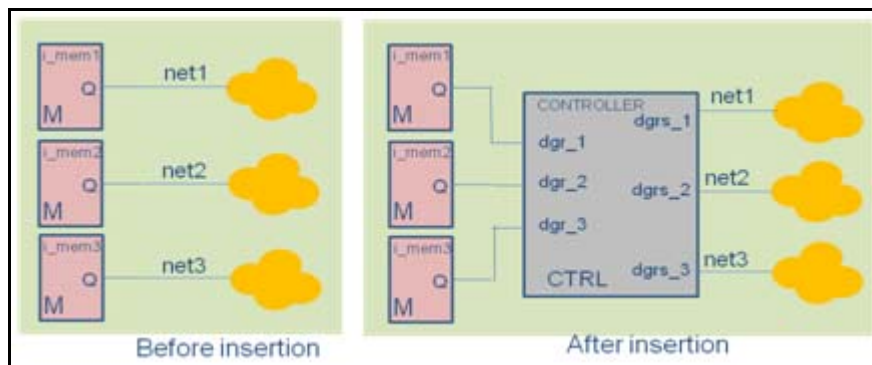 i_mem1
Q
M
net1
i_mem2
Q
M
net2
i_mem3
Q
M
net3
Before insertion
i_mem1
Q
M
i_mem2
Q
M
i_mem3
Q
M
CONTROLLER
dgr_1
dgr_2
dgr_3
dgrs_1
dgrs_2
dgrs_3
CTRL
net1
net2
net3
After insertion